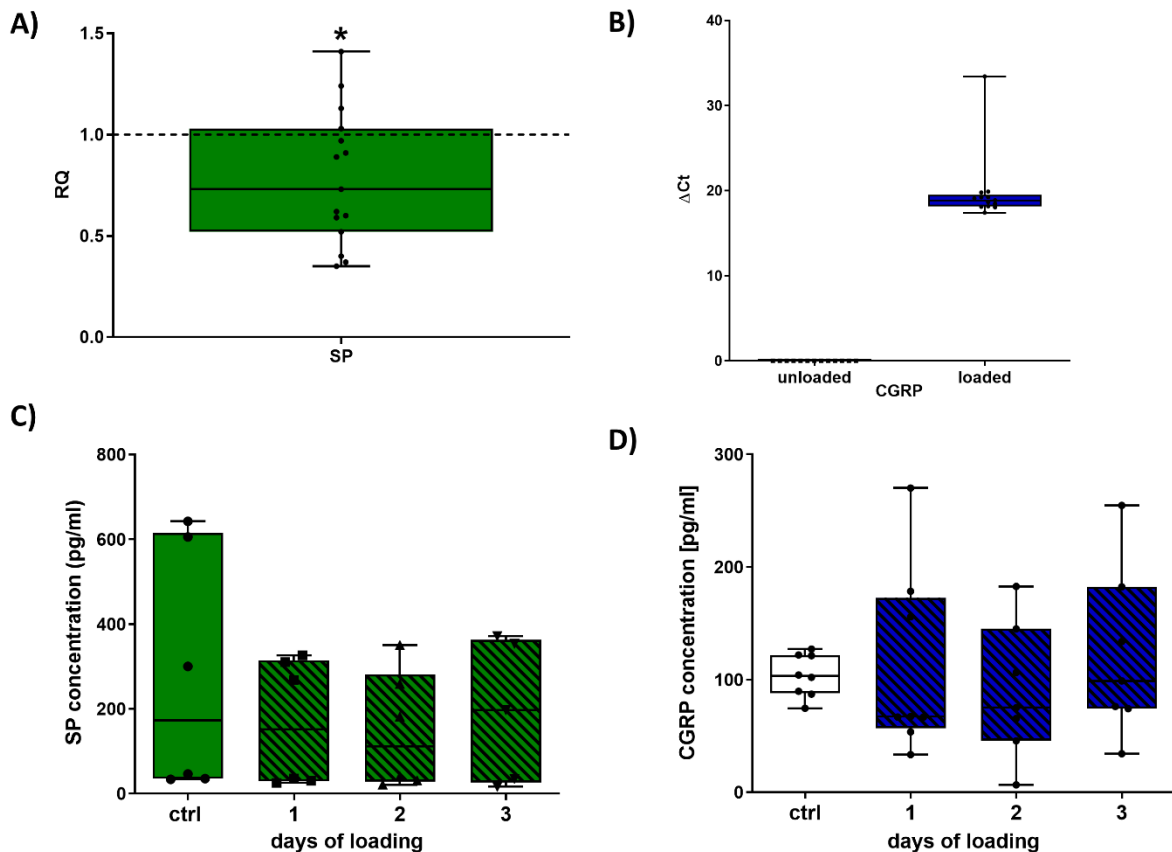 A)
*
1.5
1.0
0.5
0.0
RQ
SP
B)
40
30
20
10
0
ΔCt
unloaded loaded
CGRP
C)
800
600
400
200
0
SP concentration (pg/ml)
ctrl 1 2 3
days of loading
D)
300
200
100
0
CGRP concentration [pg/ml]
ctrl 1 2 3
days of loading